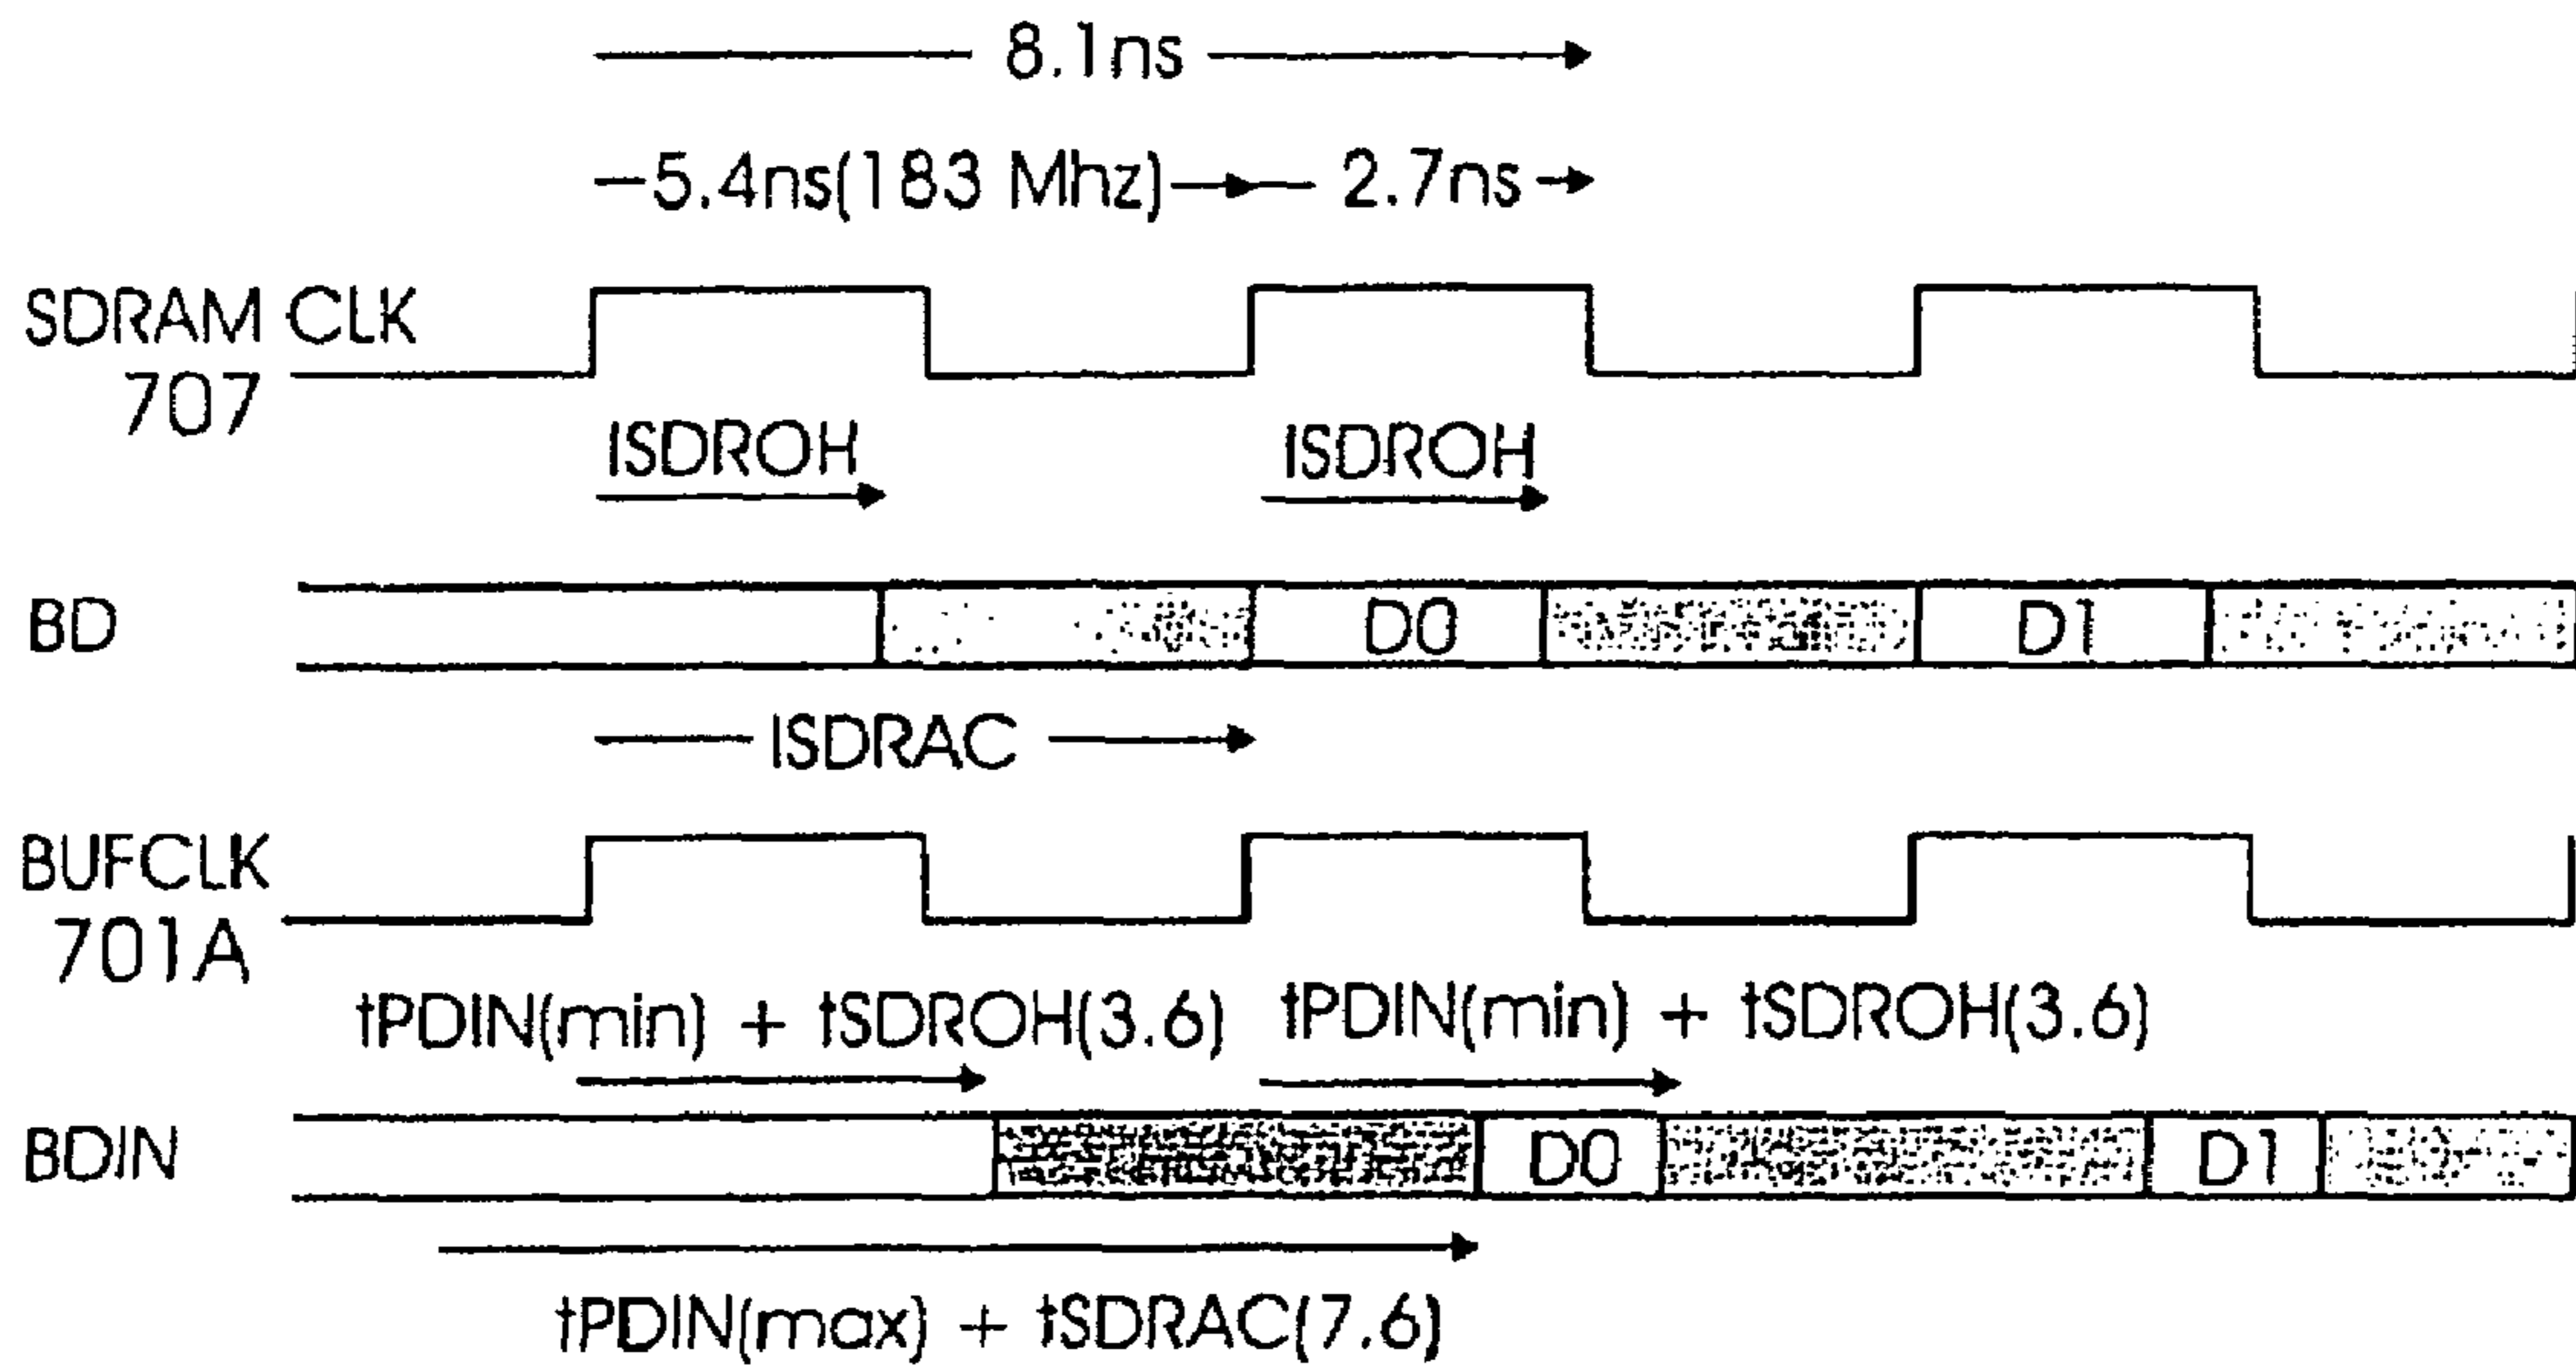 8.1ns
5.4ns(183 Mhz) 2.7ns
SDRAM CLK
707
tSDROH tSDROH
BD D0 D1
tSDRAC
BUFCLK
701A
tPDIN(min) + tSDROH(3.6) tPDIN(min) + tSDROH(3.6)
BDIN D0 D1
tPDIN(max) + tSDRAC(7.6)